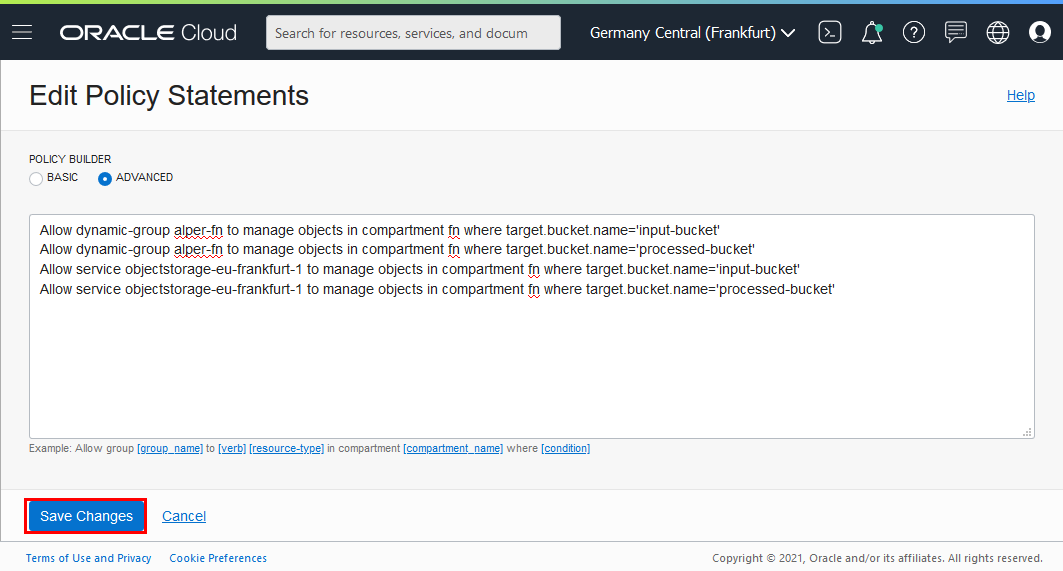 ORACLE Cloud
Search for resources, services, and docum
Germany Central (Frankfurt)
Edit Policy Statements
Help
POLICY BUILDER
BASIC
ADVANCED
Allow dynamic-group alper-fn to manage objects in compartment fn where target.bucket.name='input-bucket'
Allow dynamic-group alper-fn to manage objects in compartment fn where target.bucket.name='processed-bucket'
Allow service objectstorage-eu-frankfurt-1 to manage objects in compartment fn where target.bucket.name='input-bucket'
Allow service objectstorage-eu-frankfurt-1 to manage objects in compartment fn where target.bucket.name='processed-bucket'
Example: Allow group [group_name] to [verb] [resource-type] in compartment [compartment_name] where [condition]
Save Changes
Cancel
Terms of Use and Privacy
Cookie Preferences
Copyright © 2021, Oracle and/or its affiliates. All rights reserved.